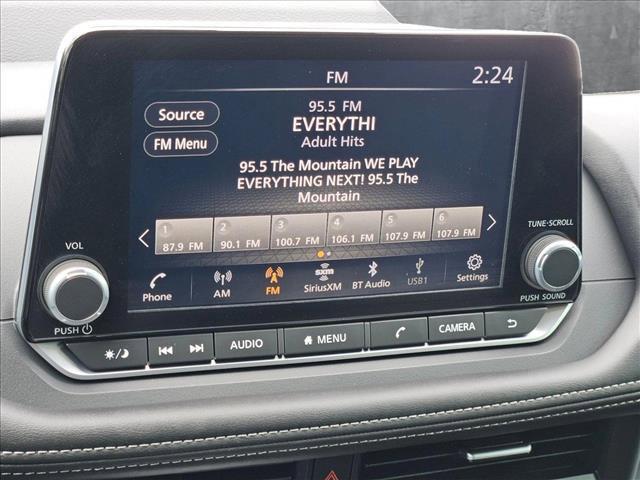 FM 2:24
Source
FM Menu
95.5 FM
EVERYTHI
Adult Hits
95.5 The Mountain WE PLAY
EVERYTHING NEXT! 95.5 The
Mountain
1 2 3 4 5 6
87.9 FM 90.1 FM 100.7 FM 106.1 FM 107.9 FM 107.9 FM
Phone AM FM SiriusXM BT Audio USB1 Settings
sxm
VOL
PUSH
TUNE·SCROLL
PUSH SOUND
AUDIO MENU CAMERA